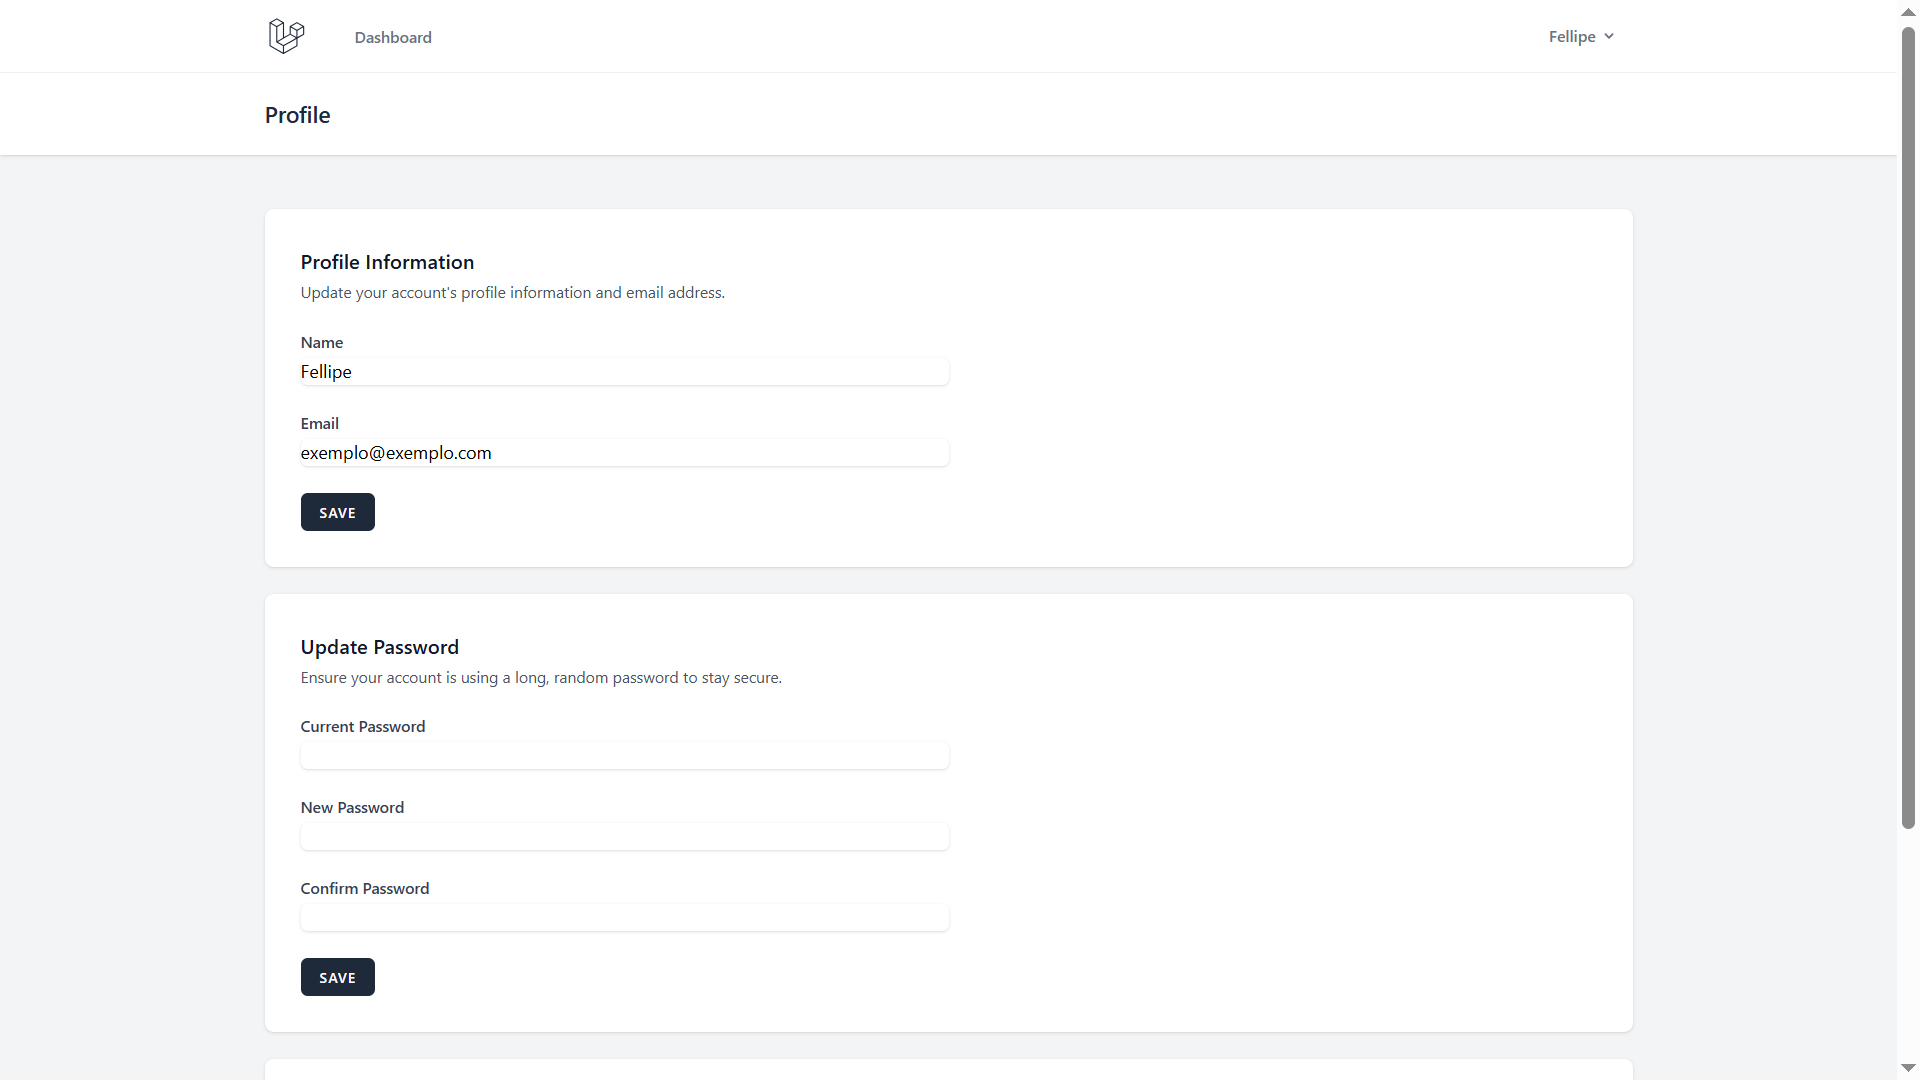 Dashboard
Fellipe
Profile
Profile Information
Update your account's profile information and email address.
Name
Fellipe
Email
exemplo@exemplo.com
SAVE
Update Password
Ensure your account is using a long, random password to stay secure.
Current Password
New Password
Confirm Password
SAVE